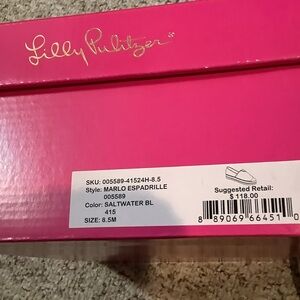 Lilly Pulitzer®
SKU: 005589-41524H-8.5
Style: MARLO ESPADRILLE
005589
Color: SALTWATER BL
415
SIZE: 8.5M
Suggested Retail:
$ 118.00
8 89069 66451 0